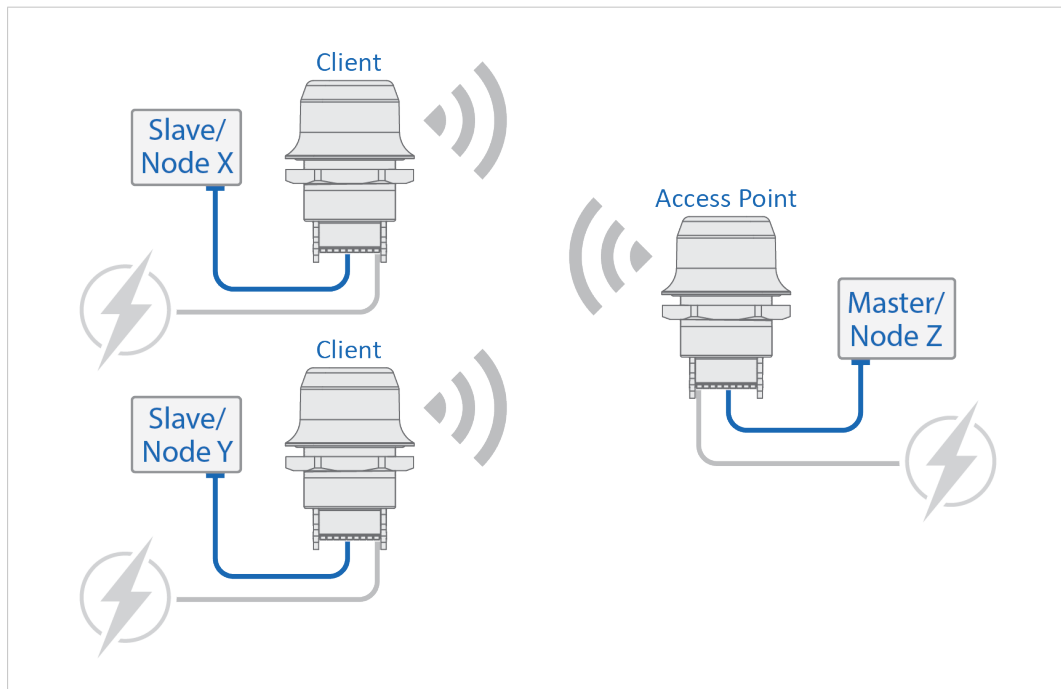 Client
Slave/
Node X
Access Point
Master/
Node Z
Client
Slave/
Node Y